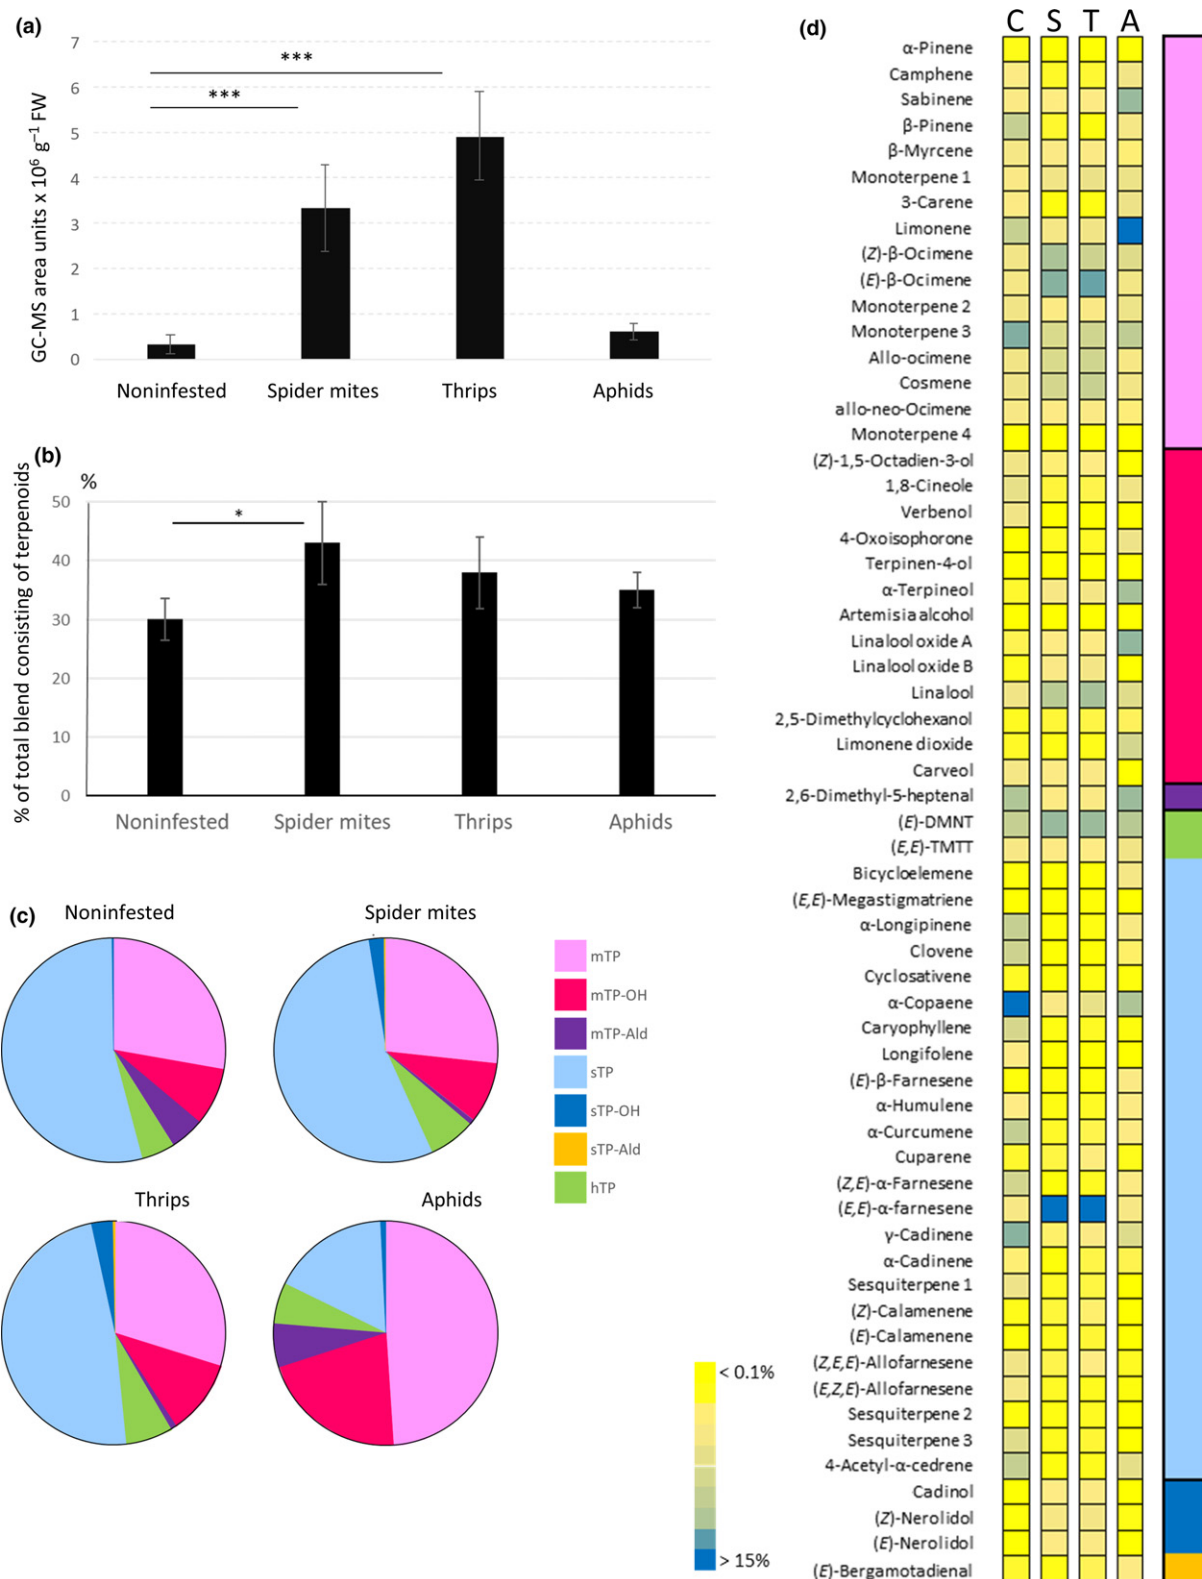 (a)
GC-MS area units x 10⁶ g⁻¹ FW
7
6
5
4
3
2
1
0
***
***
Noninfested Spider mites Thrips Aphids
(b)
% of total blend consisting of terpenoids
%
50
40
30
20
10
0
*
Noninfested Spider mites Thrips Aphids
(c)
Noninfested
Spider mites
Thrips
Aphids
mTP
mTP-OH
mTP-Ald
sTP
sTP-OH
sTP-Ald
hTP
(d)
C S T A
α-Pinene
Camphene
Sabinene
β-Pinene
β-Myrcene
Monoterpene 1
3-Carene
Limonene
(Z)-β-Ocimene
(E)-β-Ocimene
Monoterpene 2
Monoterpene 3
Allo-ocimene
Cosmene
allo-neo-Ocimene
Monoterpene 4
(Z)-1,5-Octadien-3-ol
1,8-Cineole
Verbenol
4-Oxoisophorone
Terpinen-4-ol
α-Terpineol
Artemisia alcohol
Linalool oxide A
Linalool oxide B
Linalool
2,5-Dimethylcyclohexanol
Limonene dioxide
Carveol
2,6-Dimethyl-5-heptenal
(E)-DMNT
(E,E)-TMTT
Bicycloelemene
(E,E)-Megastigmatriene
α-Longipinene
Clovene
Cyclosativene
α-Copaene
Caryophyllene
Longifolene
(E)-β-Farnesene
α-Humulene
α-Curcumene
Cuparene
(Z,E)-α-Farnesene
(E,E)-α-farnesene
γ-Cadinene
α-Cadinene
Sesquiterpene 1
(Z)-Calamenene
(E)-Calamenene
(Z,E,E)-Allofarnesene
(E,Z,E)-Allofarnesene
Sesquiterpene 2
Sesquiterpene 3
4-Acetyl-α-cedrene
Cadinol
(Z)-Nerolidol
(E)-Nerolidol
(E)-Bergamotadienal
< 0.1%
> 15%